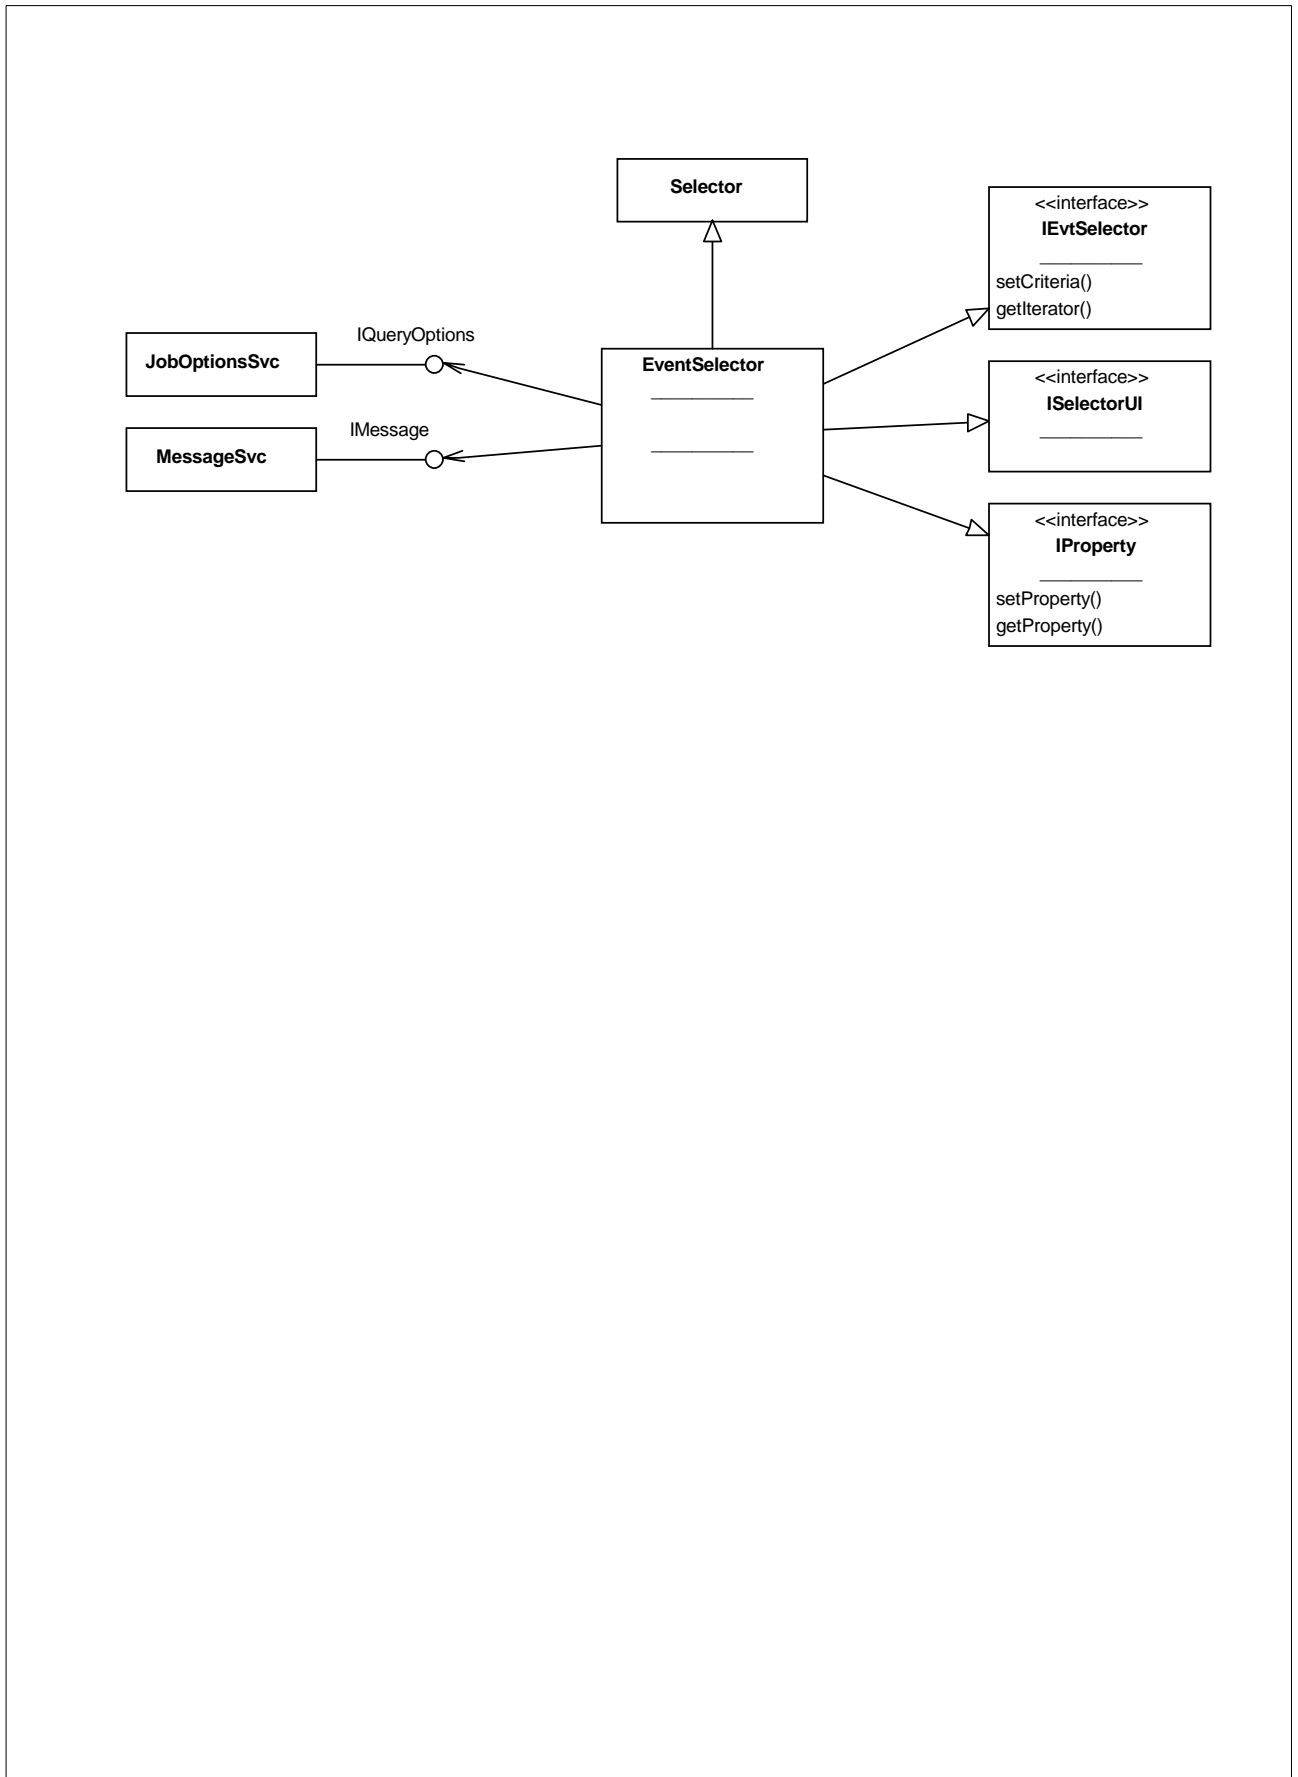 Selector
<<interface>>
IEvtSelector
setCriteria()
getIterator()
IQueryOptions
JobOptionsSvc
EventSelector
<<interface>>
ISelectorUI
IMessage
MessageSvc
<<interface>>
IProperty
setProperty()
getProperty()